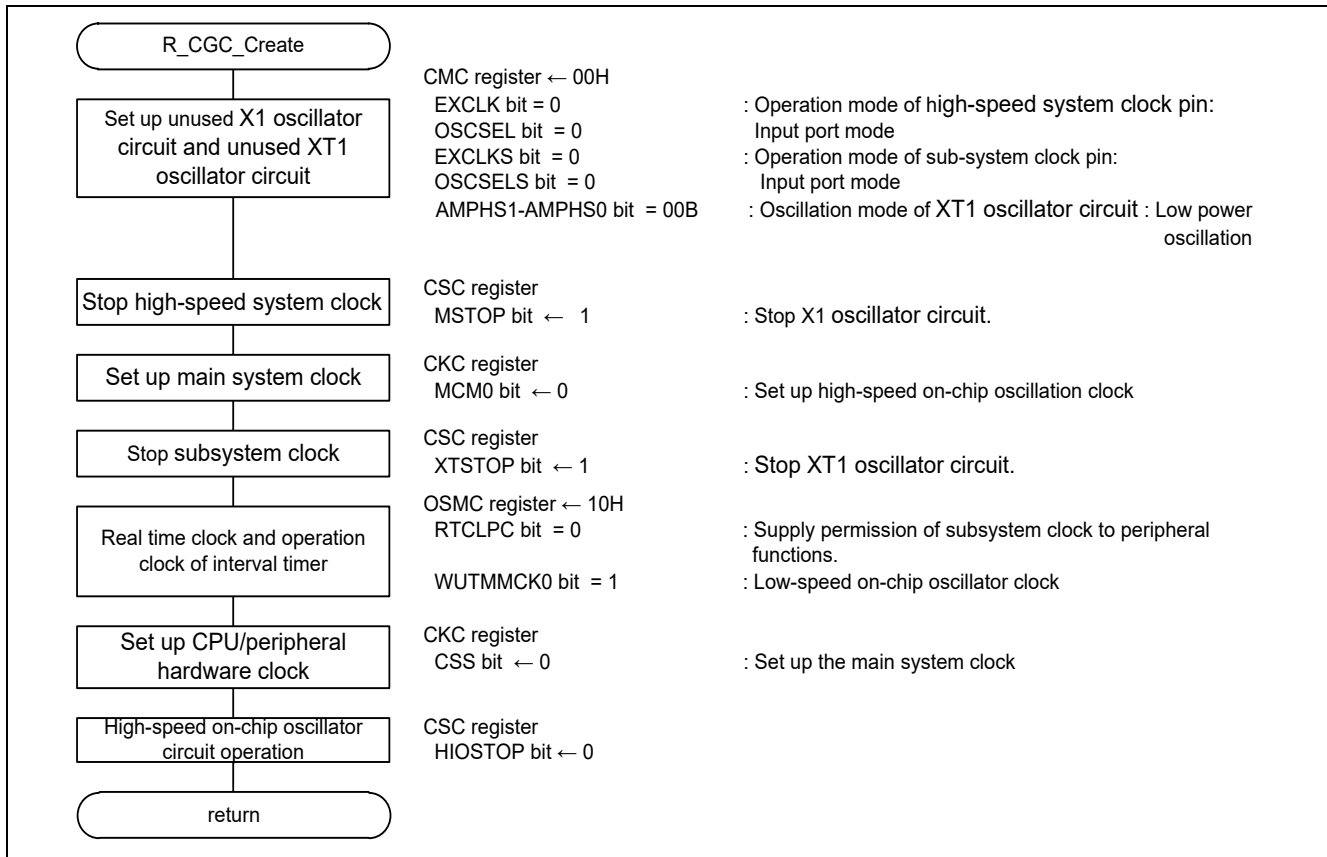 R_CGC_Create
CMC register ← 00H
Set up unused X1 oscillator
circuit and unused XT1
oscillator circuit
EXCLK bit = 0 : Operation mode of high-speed system clock pin:
OSCSEL bit = 0 Input port mode
EXCLKS bit = 0 : Operation mode of sub-system clock pin:
OSCSELS bit = 0 Input port mode
AMPHS1-AMPHS0 bit = 00B : Oscillation mode of XT1 oscillator circuit : Low power
oscillation
Stop high-speed system clock
CSC register
MSTOP bit ← 1 : Stop X1 oscillator circuit.
Set up main system clock
CKC register
MCM0 bit ← 0 : Set up high-speed on-chip oscillation clock
Stop subsystem clock
CSC register
XTSTOP bit ← 1 : Stop XT1 oscillator circuit.
Real time clock and operation
clock of interval timer
OSMC register ← 10H
RTCLPC bit = 0 : Supply permission of subsystem clock to peripheral
functions.
WUTMMCK0 bit = 1 : Low-speed on-chip oscillator clock
Set up CPU/peripheral
hardware clock
CKC register
CSS bit ← 0 : Set up the main system clock
High-speed on-chip oscillator
circuit operation
CSC register
HIOSTOP bit ← 0
return